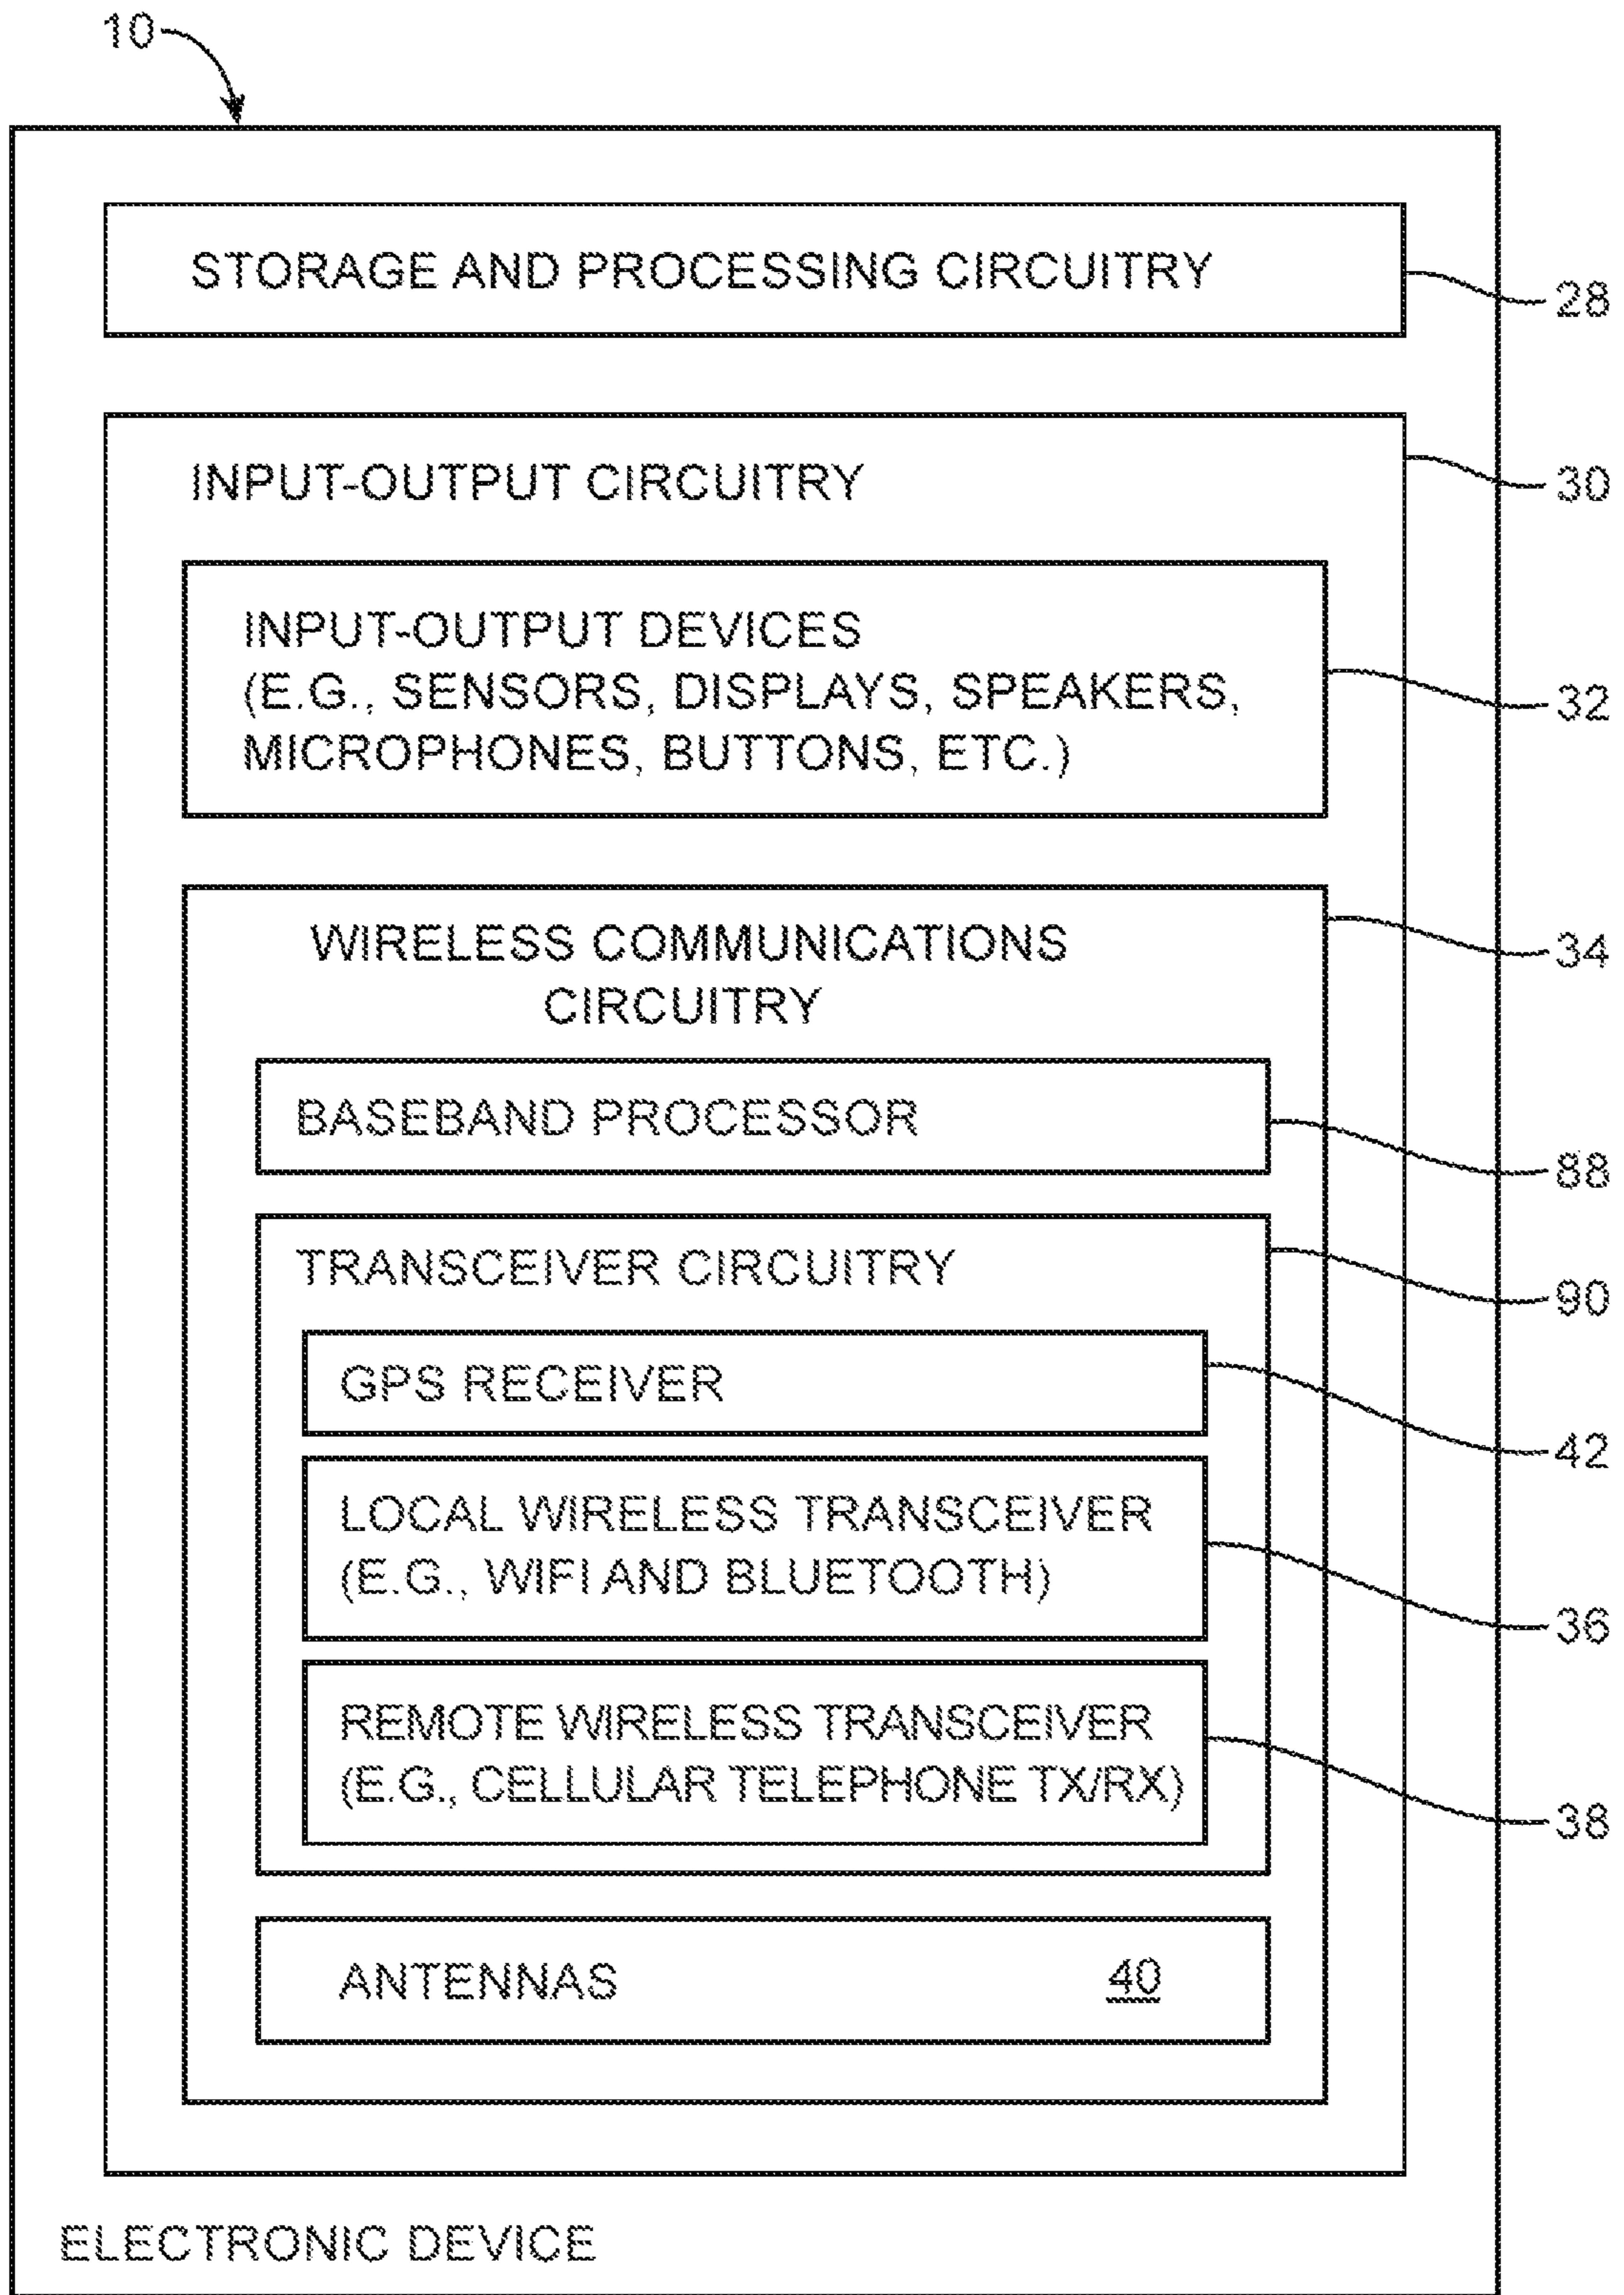 10
STORAGE AND PROCESSING CIRCUITRY
28
INPUT-OUTPUT CIRCUITRY
30
INPUT-OUTPUT DEVICES
(E.G., SENSORS, DISPLAYS, SPEAKERS,
MICROPHONES, BUTTONS, ETC.)
32
WIRELESS COMMUNICATIONS
CIRCUITRY
34
BASEBAND PROCESSOR
88
TRANSCEIVER CIRCUITRY
90
GPS RECEIVER
42
LOCAL WIRELESS TRANSCEIVER
(E.G., WIFI AND BLUETOOTH)
36
REMOTE WIRELESS TRANSCEIVER
(E.G., CELLULAR TELEPHONE TX/RX)
38
ANTENNAS 40
ELECTRONIC DEVICE